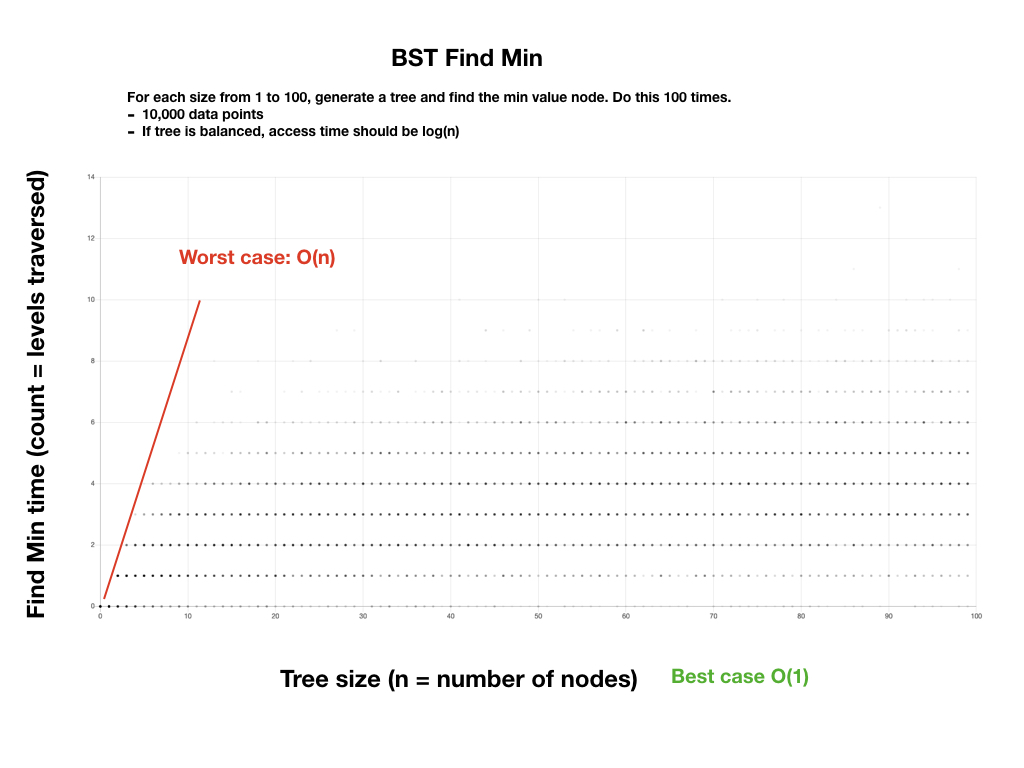 BST Find Min
For each size from 1 to 100, generate a tree and find the min value node. Do this 100 times.
- 10,000 data points
- If tree is balanced, access time should be log(n)
Find Min time (count = levels traversed)
14
12
10
8
6
4
2
0
Worst case: O(n)
0 10 20 30 40 50 60 70 80 90 100
Tree size (n = number of nodes)
Best case O(1)